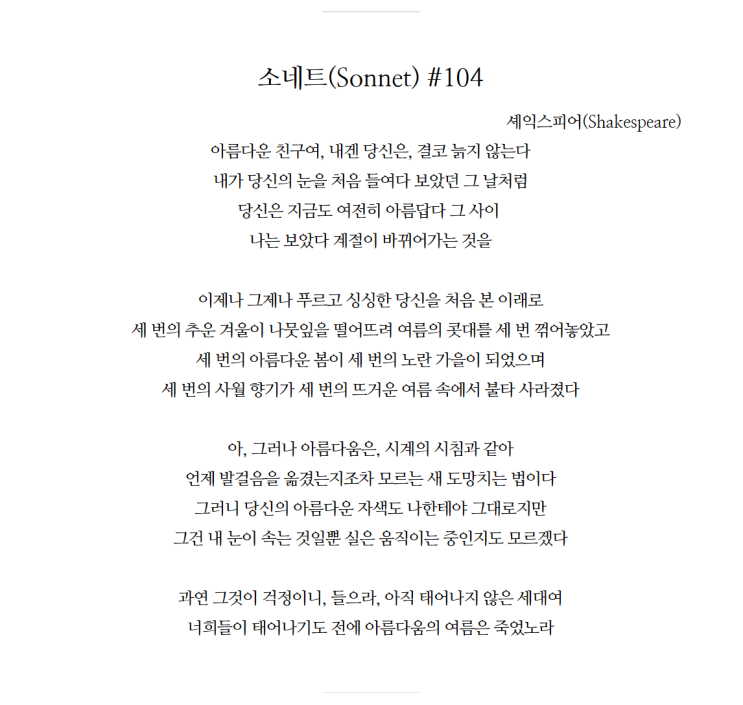 소네트(Sonnet) #104
셰익스피어(Shakespeare)
아름다운 친구여, 내겐 당신은, 결코 늙지 않는다
내가 당신의 눈을 처음 들여다 보았던 그 날처럼
당신은 지금도 여전히 아름답다 그 사이
나는 보았다 계절이 바뀌어가는 것을
이제나 그제나 푸르고 싱싱한 당신을 처음 본 이래로
세 번의 추운 겨울이 나뭇잎을 떨어뜨려 여름의 콧대를 세 번 꺾어놓았고
세 번의 아름다운 봄이 세 번의 노란 가을이 되었으며
세 번의 사월 향기가 세 번의 뜨거운 여름 속에서 불타 사라졌다
아, 그러나 아름다움은, 시계의 시침과 같아
언제 발걸음을 옮겼는지조차 모르는 새 도망치는 법이다
그러니 당신의 아름다운 자색도 나한테야 그대로지만
그건 내 눈이 속는 것일뿐 실은 움직이는 중인지도 모르겠다
과연 그것이 걱정이니, 들으라, 아직 태어나지 않은 세대여
너희들이 태어나기도 전에 아름다움의 여름은 죽었노라